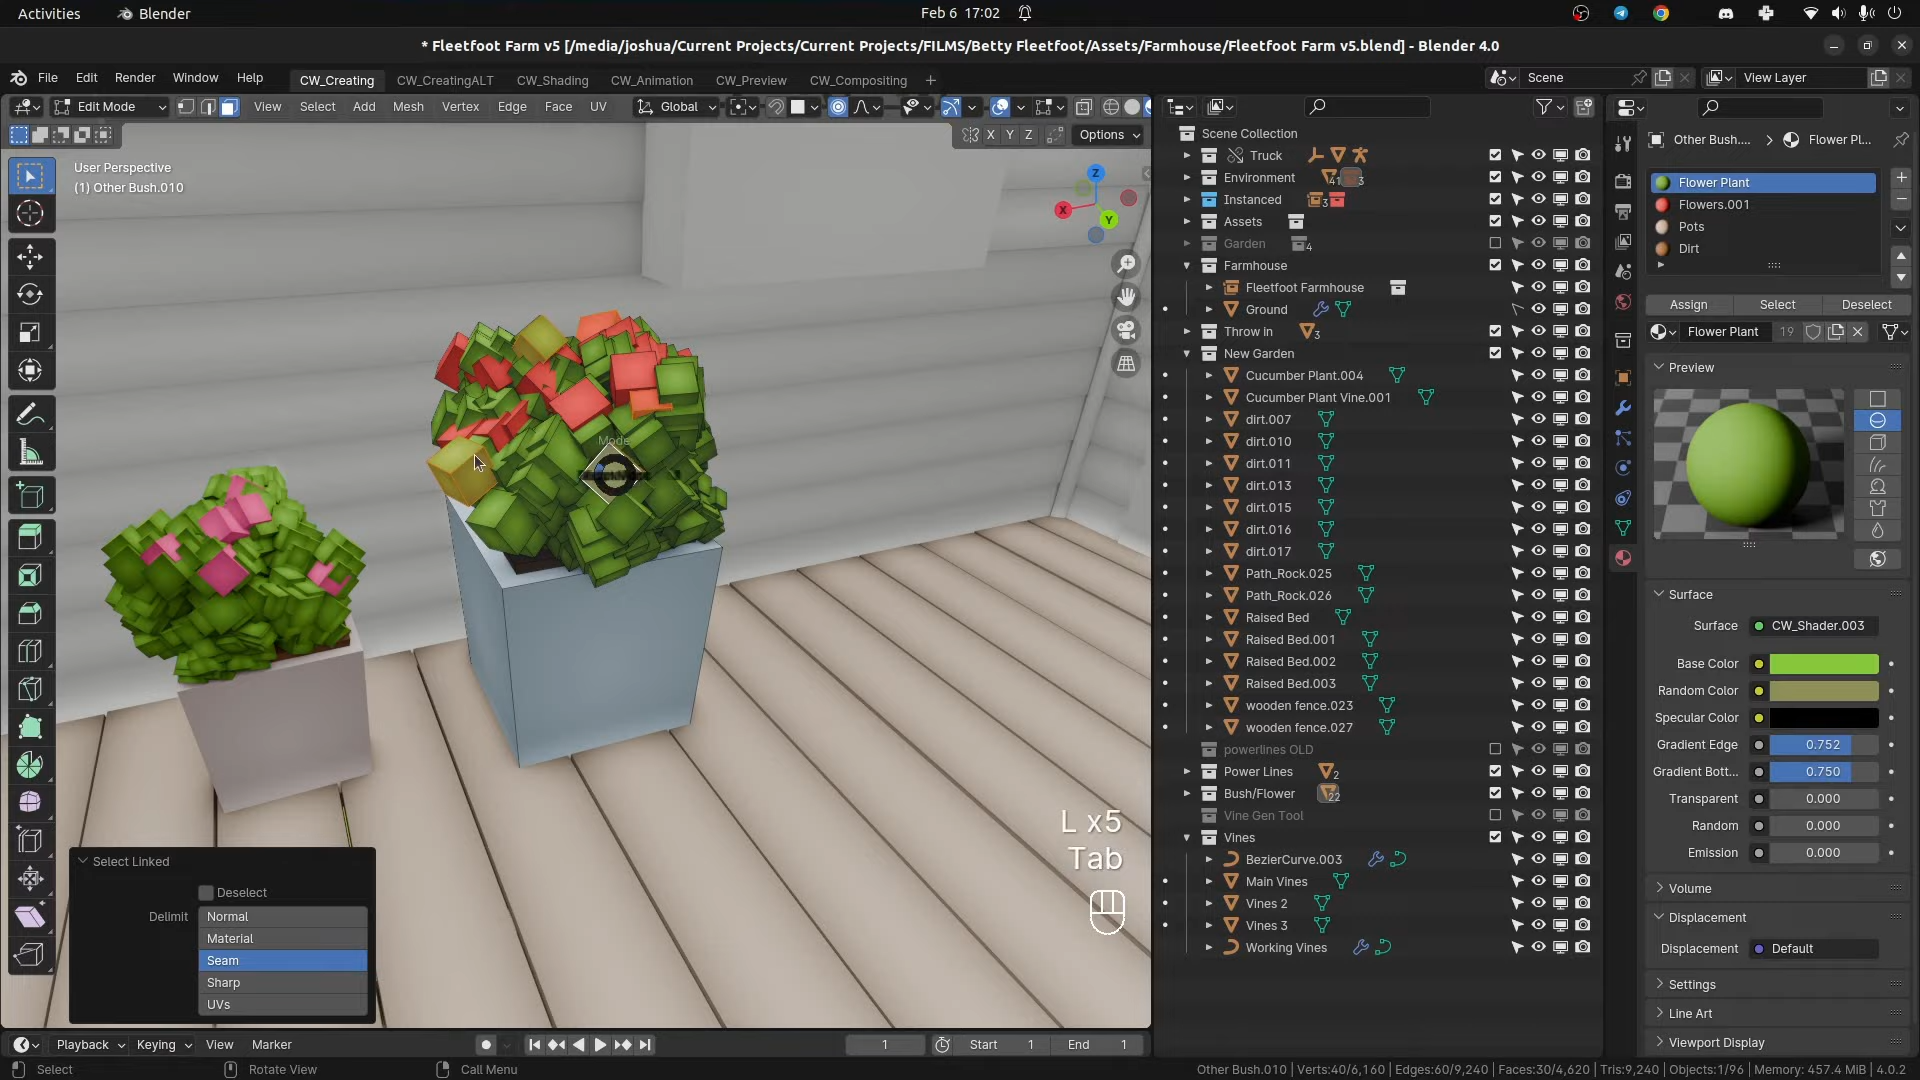 Activities
Blender
Feb 6 17:02
* Fleetfoot Farm v5 [/media/joshua/Current Projects/Current Projects/FILMS/Betty Fleetfoot/Assets/Farmhouse/Fleetfoot Farm v5.blend] - Blender 4.0
File Edit Render Window Help
CW_Creating CW_CreatingALT CW_Shading CW_Animation CW_Preview CW_Compositing +
Scene
View Layer
Edit Mode
View Select Add Mesh Vertex Edge Face UV
Global
X Y Z
Options
User Perspective
(1) Other Bush.010
Z
X
Y
Mode
L x5
Tab
Select Linked
Deselect
Delimit
Normal
Material
Seam
Sharp
UVs
Scene Collection
Truck
Environment 41 3
Instanced 3
Assets
Garden 4
Farmhouse
Fleetfoot Farmhouse
Ground
Throw in 3
New Garden
Cucumber Plant.004
Cucumber Plant Vine.001
dirt.007
dirt.010
dirt.011
dirt.013
dirt.015
dirt.016
dirt.017
Path_Rock.025
Path_Rock.026
Raised Bed
Raised Bed.001
Raised Bed.002
Raised Bed.003
wooden fence.023
wooden fence.027
powerlines OLD
Power Lines 2
Bush/Flower 22
Vine Gen Tool
Vines
BezierCurve.003
Main Vines
Vines 2
Vines 3
Working Vines
Other Bush.... > Flower Pl...
Flower Plant
Flowers.001
Pots
Dirt
Assign Select Deselect
Flower Plant 19
Preview
Surface
Surface CW_Shader.003
Base Color
Random Color
Specular Color
Gradient Edge 0.752
Gradient Bott... 0.750
Transparent 0.000
Random 0.000
Emission 0.000
Volume
Displacement
Displacement Default
Settings
Line Art
Viewport Display
Playback Keying View Marker
1
Start 1
End 1
Select
Rotate View
Call Menu
Other Bush.010 | Verts:40/6,160 | Edges:60/9,240 | Faces:30/4,620 | Tris:9,240 | Objects:1/96 | Memory: 457.4 MiB | 4.0.2